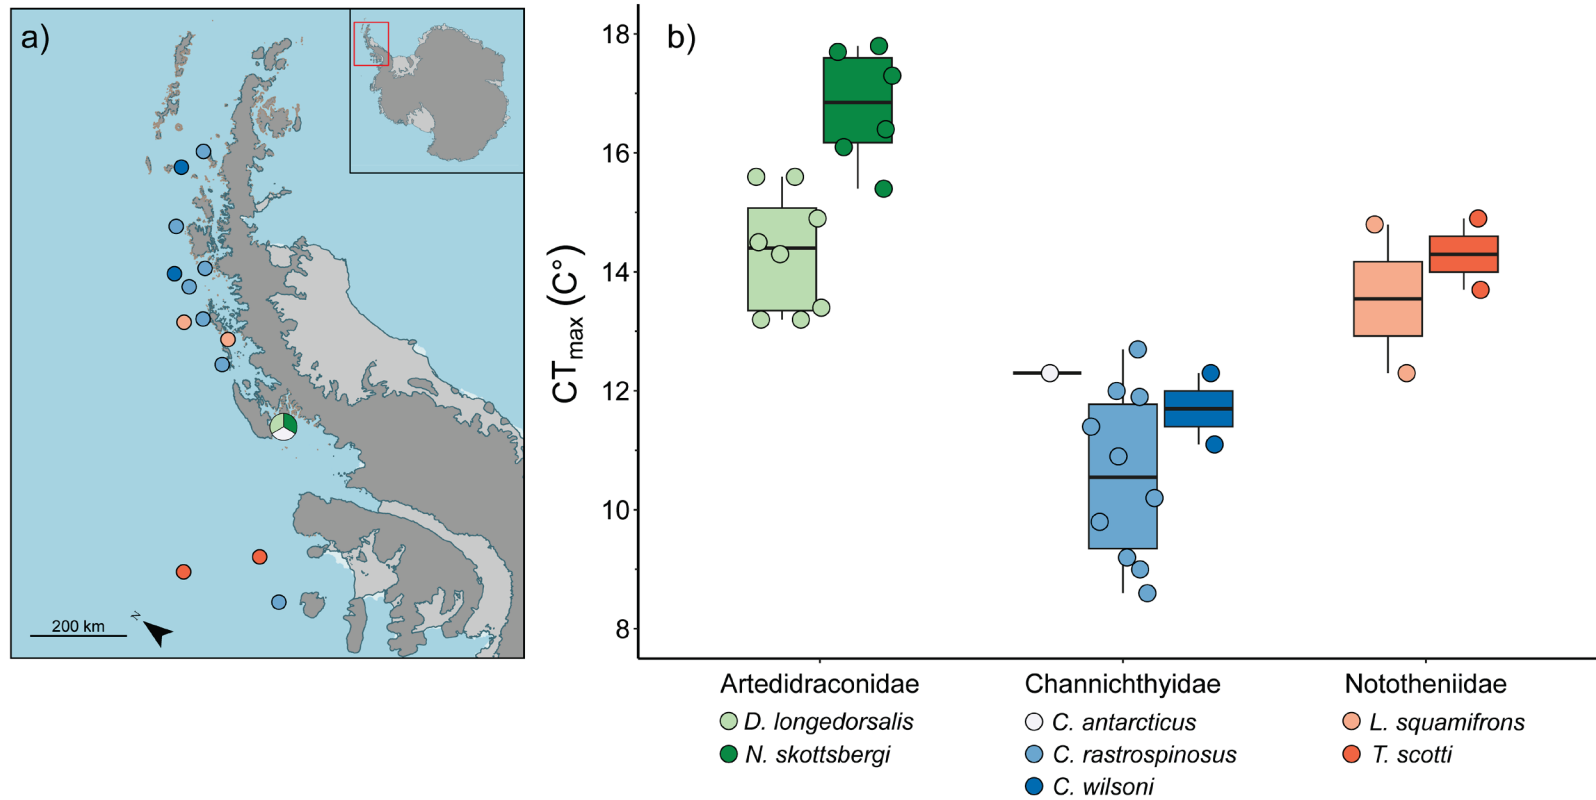 a)
N
200 km
b)
CTmax (C°)
18
16
14
12
10
8
Artedidraconidae
D. longedorsalis
N. skottsbergi
Channichthyidae
C. antarcticus
C. rastrospinosus
C. wilsoni
Nototheniidae
L. squamifrons
T. scotti